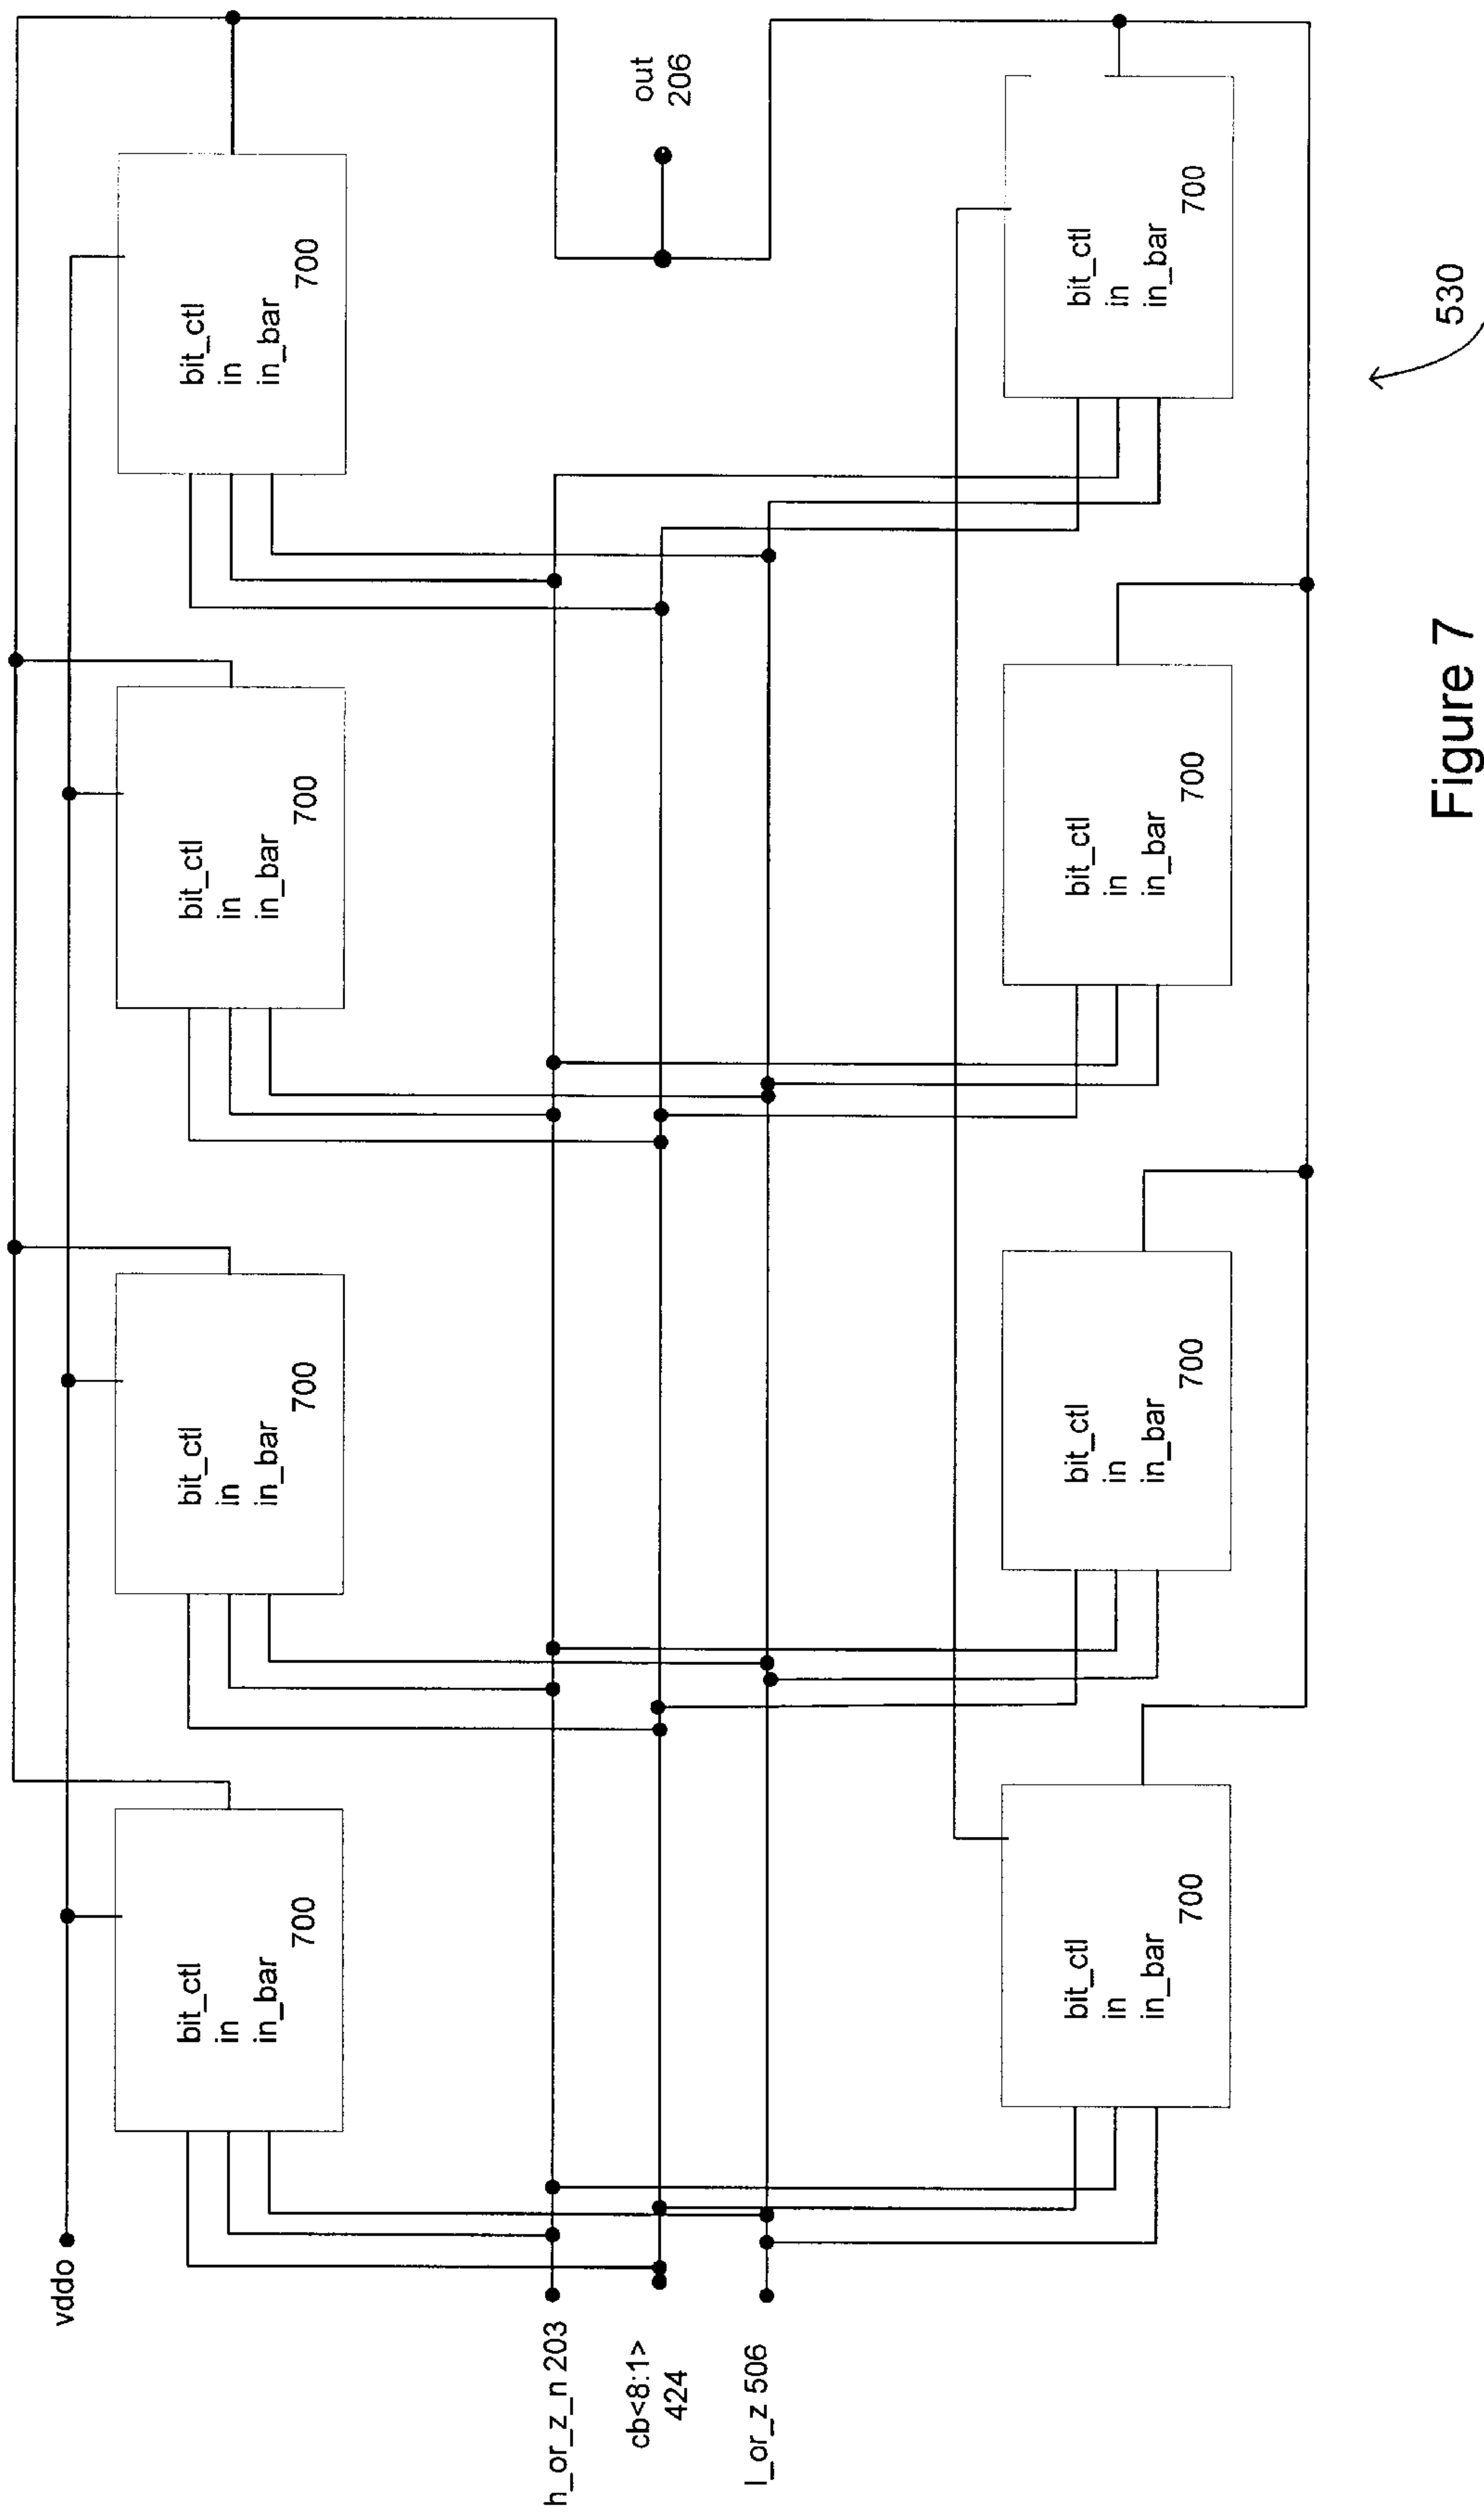 vddo
bit_ctl
in
in_bar
700
bit_ctl
in
in_bar
700
bit_ctl
in
in_bar
700
bit_ctl
in
in_bar
700
h_or_z_n 203
cb<8:1>
424
l_or_z 506
out
206
bit_ctl
in
in_bar
700
bit_ctl
in
in_bar
700
bit_ctl
in
in_bar
700
bit_ctl
in
in_bar
700
530
Figure 7